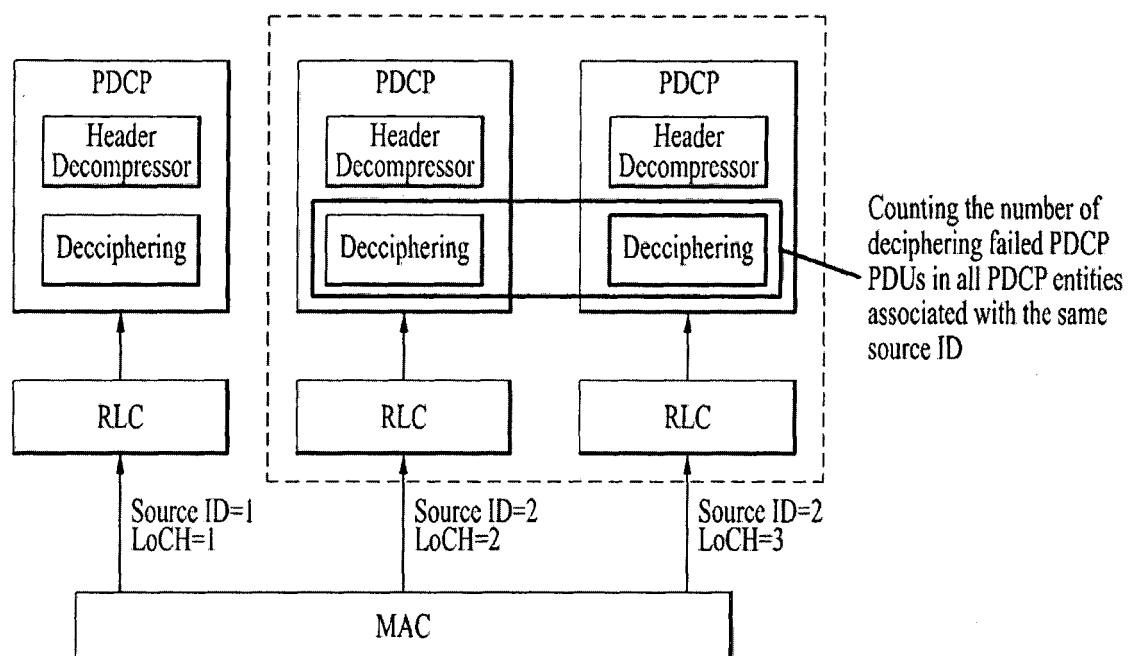 PDCP
Header
Decompressor
Decciphering
PDCP
Header
Decompressor
Decciphering
PDCP
Header
Decompressor
Decciphering
Counting the number of
deciphering failed PDCP
PDUs in all PDCP entities
associated with the same
source ID
RLC
RLC
RLC
Source ID=1
LoCH=1
Source ID=2
LoCH=2
Source ID=2
LoCH=3
MAC